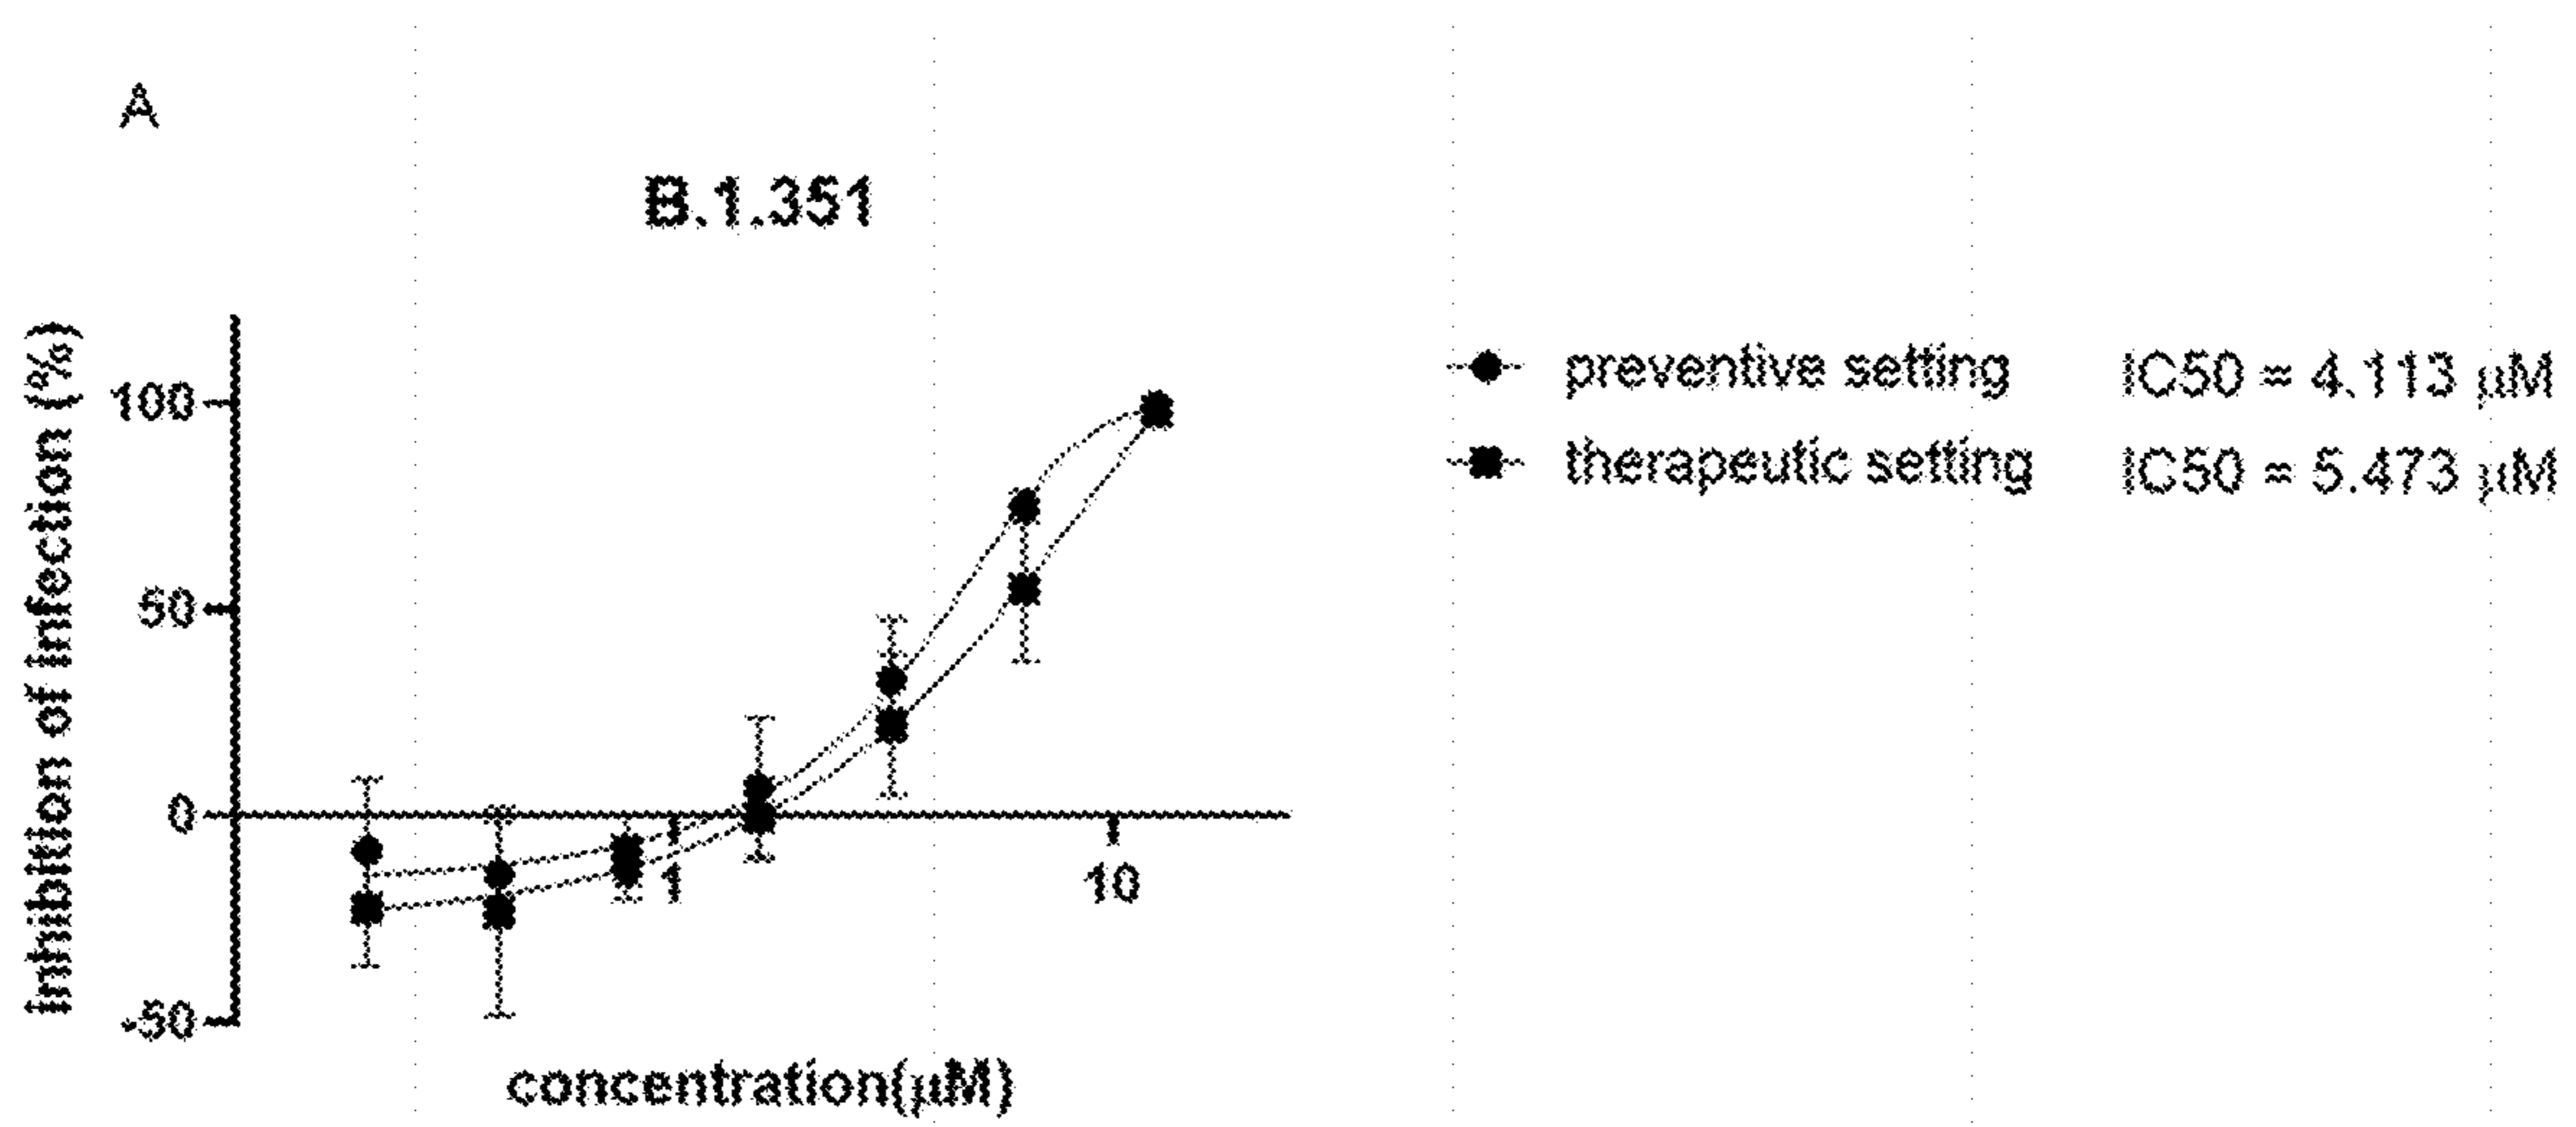 A
B.1.351
Inhibition of infection (%)
100
50
0
-50
1
10
concentration(µM)
preventive setting IC50 = 4.113 µM
therapeutic setting IC50 = 5.473 µM